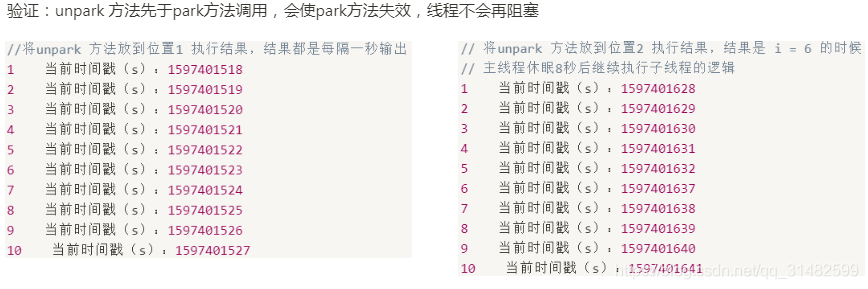 验证：unpark 方法先于park方法调用，会使park方法失效，线程不会再阻塞
//将unpark 方法放到位置1 执行结果，结果都是每隔一秒输出
1 当前时间戳（s）：1597401518
2 当前时间戳（s）：1597401519
3 当前时间戳（s）：1597401520
4 当前时间戳（s）：1597401521
5 当前时间戳（s）：1597401522
6 当前时间戳（s）：1597401523
7 当前时间戳（s）：1597401524
8 当前时间戳（s）：1597401525
9 当前时间戳（s）：1597401526
10 当前时间戳（s）：1597401527
// 将unpark 方法放到位置2 执行结果，结果是 i = 6 的时候
// 主线程休眠8秒后继续执行子线程的逻辑
1 当前时间戳（s）：1597401628
2 当前时间戳（s）：1597401629
3 当前时间戳（s）：1597401630
4 当前时间戳（s）：1597401631
5 当前时间戳（s）：1597401632
6 当前时间戳（s）：1597401637
7 当前时间戳（s）：1597401638
8 当前时间戳（s）：1597401639
9 当前时间戳（s）：1597401640
10 当前时间戳（s）：1597401641
https://blog.csdn.net/qq_31482599